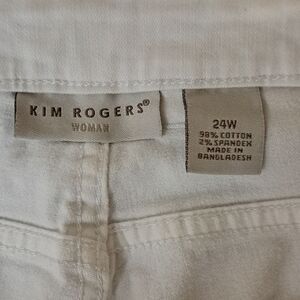 KIM ROGERS®
WOMAN
24W
98% COTTON
2% SPANDEX
MADE IN
BANGLADESH